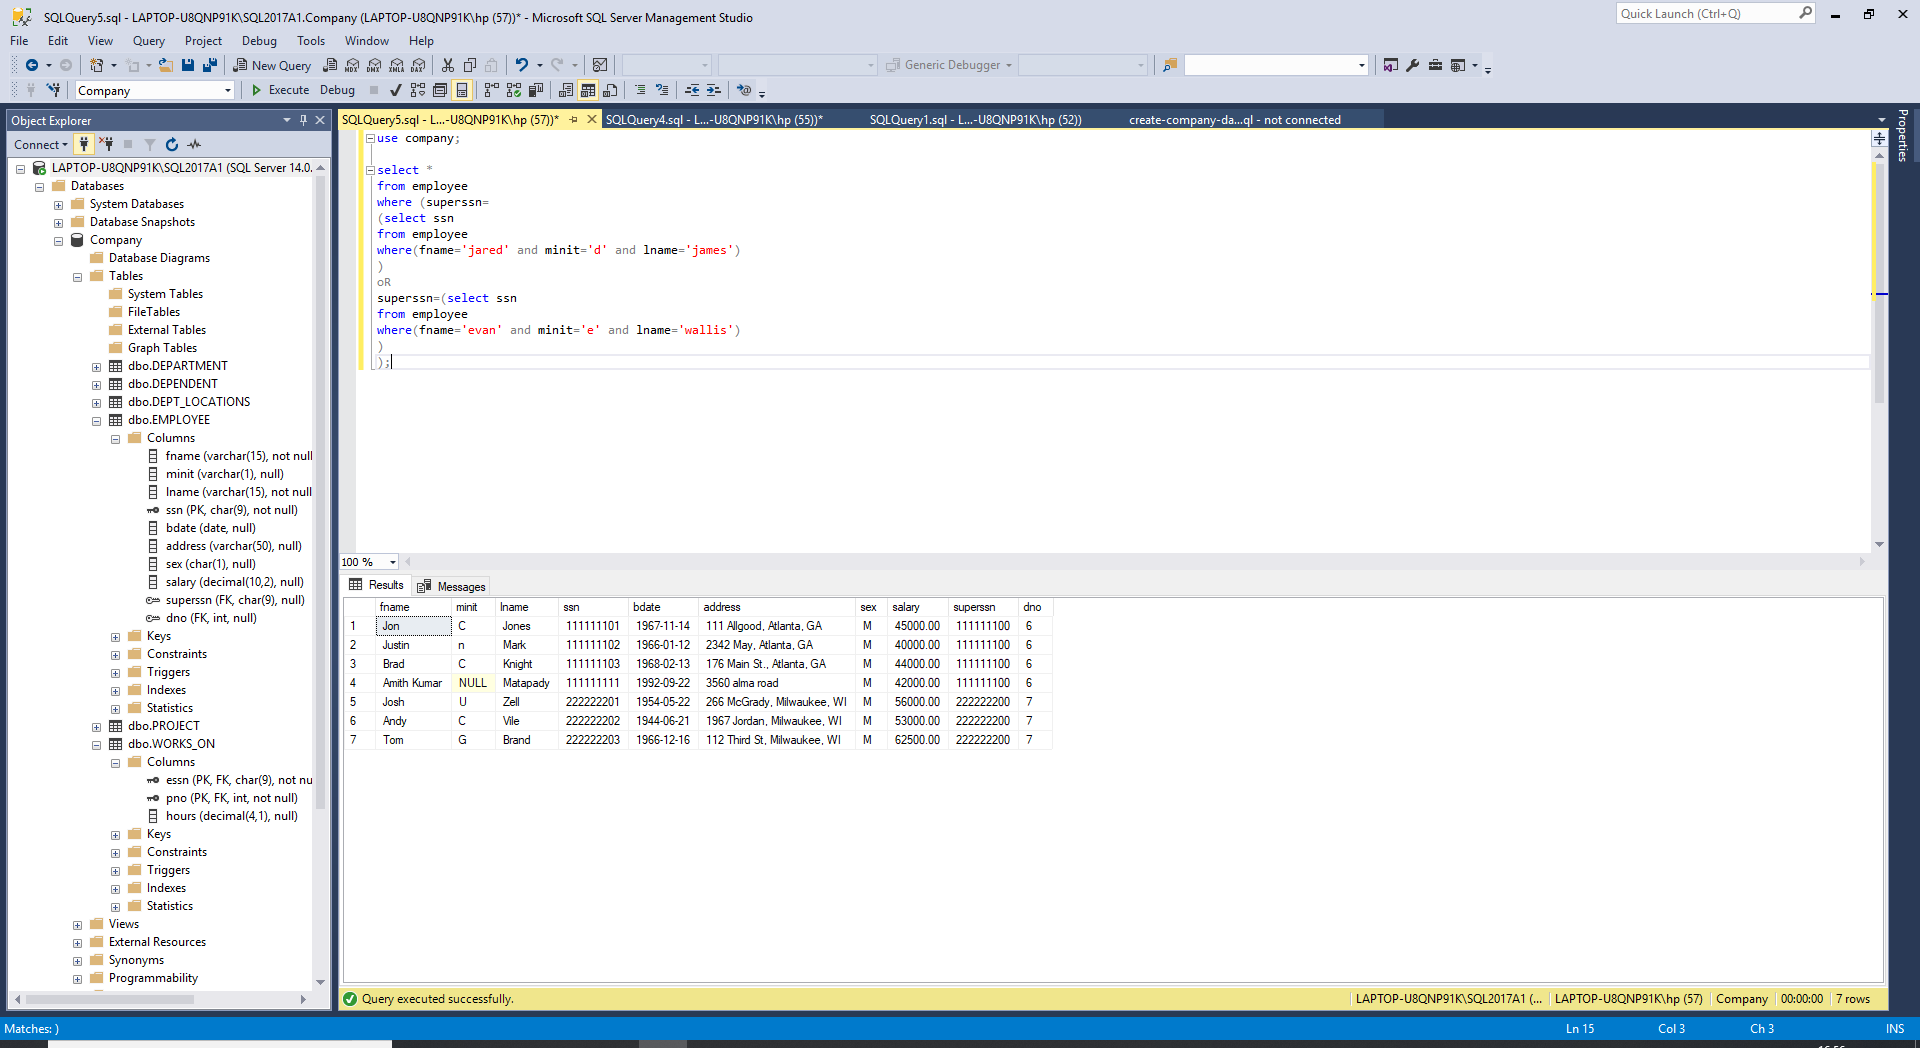 SQLQuery5.sql - LAPTOP-U8QNP91K\SQL2017A1.Company (LAPTOP-U8QNP91K\hp (57))* - Microsoft SQL Server Management Studio
Quick Launch (Ctrl+Q)
File Edit View Query Project Debug Tools Window Help
New Query
MDX DMX XMLA DAX
Generic Debugger
Company
Execute Debug
Object Explorer
Connect
LAPTOP-U8QNP91K\SQL2017A1 (SQL Server 14.0.
Databases
System Databases
Database Snapshots
Company
Database Diagrams
Tables
System Tables
FileTables
External Tables
Graph Tables
dbo.DEPARTMENT
dbo.DEPENDENT
dbo.DEPT_LOCATIONS
dbo.EMPLOYEE
Columns
fname (varchar(15), not null
minit (varchar(1), null)
lname (varchar(15), not null
ssn (PK, char(9), not null)
bdate (date, null)
address (varchar(50), null)
sex (char(1), null)
salary (decimal(10,2), null)
superssn (FK, char(9), null)
dno (FK, int, null)
Keys
Constraints
Triggers
Indexes
Statistics
dbo.PROJECT
dbo.WORKS_ON
Columns
essn (PK, FK, char(9), not nu
pno (PK, FK, int, not null)
hours (decimal(4,1), null)
Keys
Constraints
Triggers
Indexes
Statistics
Views
External Resources
Synonyms
Programmability
SQLQuery5.sql - L...-U8QNP91K\hp (57))* SQLQuery4.sql - L...-U8QNP91K\hp (55))* SQLQuery1.sql - L...-U8QNP91K\hp (52)) create-company-da...ql - not connected
Properties
use company;
select *
from employee
where (superssn=
(select ssn
from employee
where(fname='jared' and minit='d' and lname='james')
)
oR
superssn=(select ssn
from employee
where(fname='evan' and minit='e' and lname='wallis')
)
);
100 %
Results Messages
fname minit lname ssn bdate address sex salary superssn dno
1 Jon C Jones 111111101 1967-11-14 111 Allgood, Atlanta, GA M 45000.00 111111100 6
2 Justin n Mark 111111102 1966-01-12 2342 May, Atlanta, GA M 40000.00 111111100 6
3 Brad C Knight 111111103 1968-02-13 176 Main St., Atlanta, GA M 44000.00 111111100 6
4 Amith Kumar NULL Matapady 111111111 1992-09-22 3560 alma road M 42000.00 111111100 6
5 Josh U Zell 222222201 1954-05-22 266 McGrady, Milwaukee, WI M 56000.00 222222200 7
6 Andy C Vile 222222202 1944-06-21 1967 Jordan, Milwaukee, WI M 53000.00 222222200 7
7 Tom G Brand 222222203 1966-12-16 112 Third St, Milwaukee, WI M 62500.00 222222200 7
Query executed successfully.
LAPTOP-U8QNP91K\SQL2017A1 (... LAPTOP-U8QNP91K\hp (57) Company 00:00:00 7 rows
Matches: ) Ln 15 Col 3 Ch 3 INS